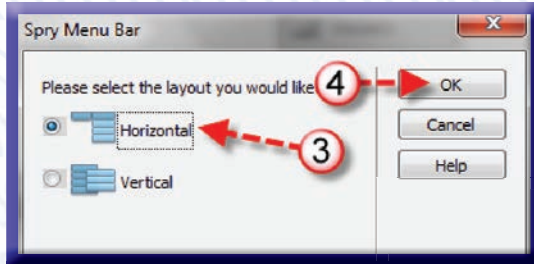 Spry Menu Bar
Please select the layout you would like
4
OK
Horizontal
Cancel
3
Help
Vertical